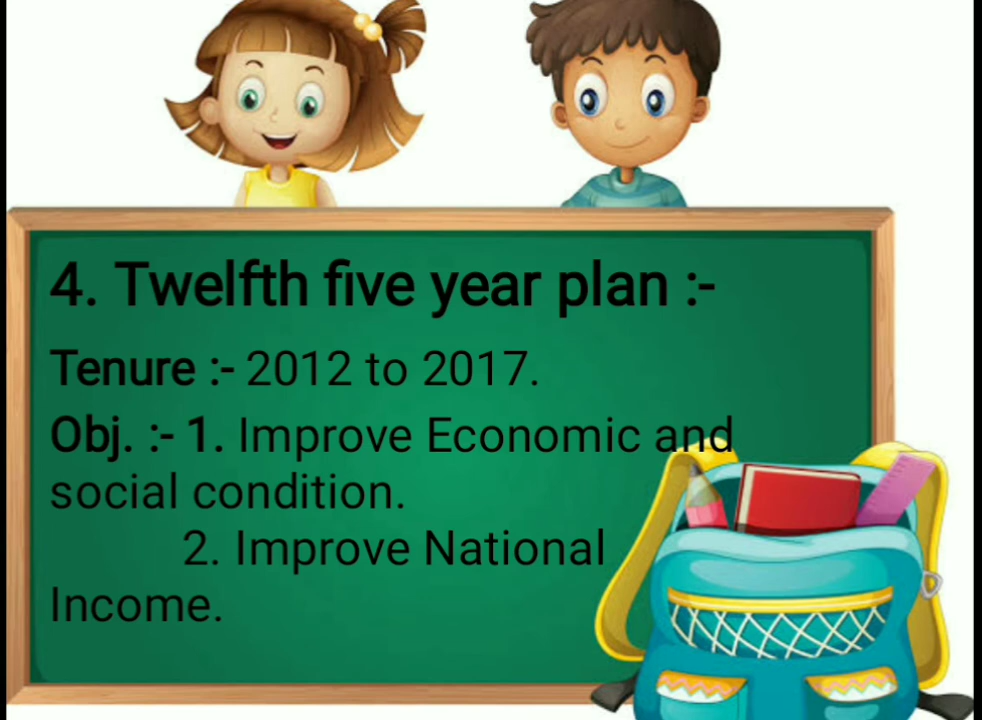 4. Twelfth five year plan :-
Tenure :- 2012 to 2017.
Obj. :- 1. Improve Economic and
social condition.
2. Improve National
Income.